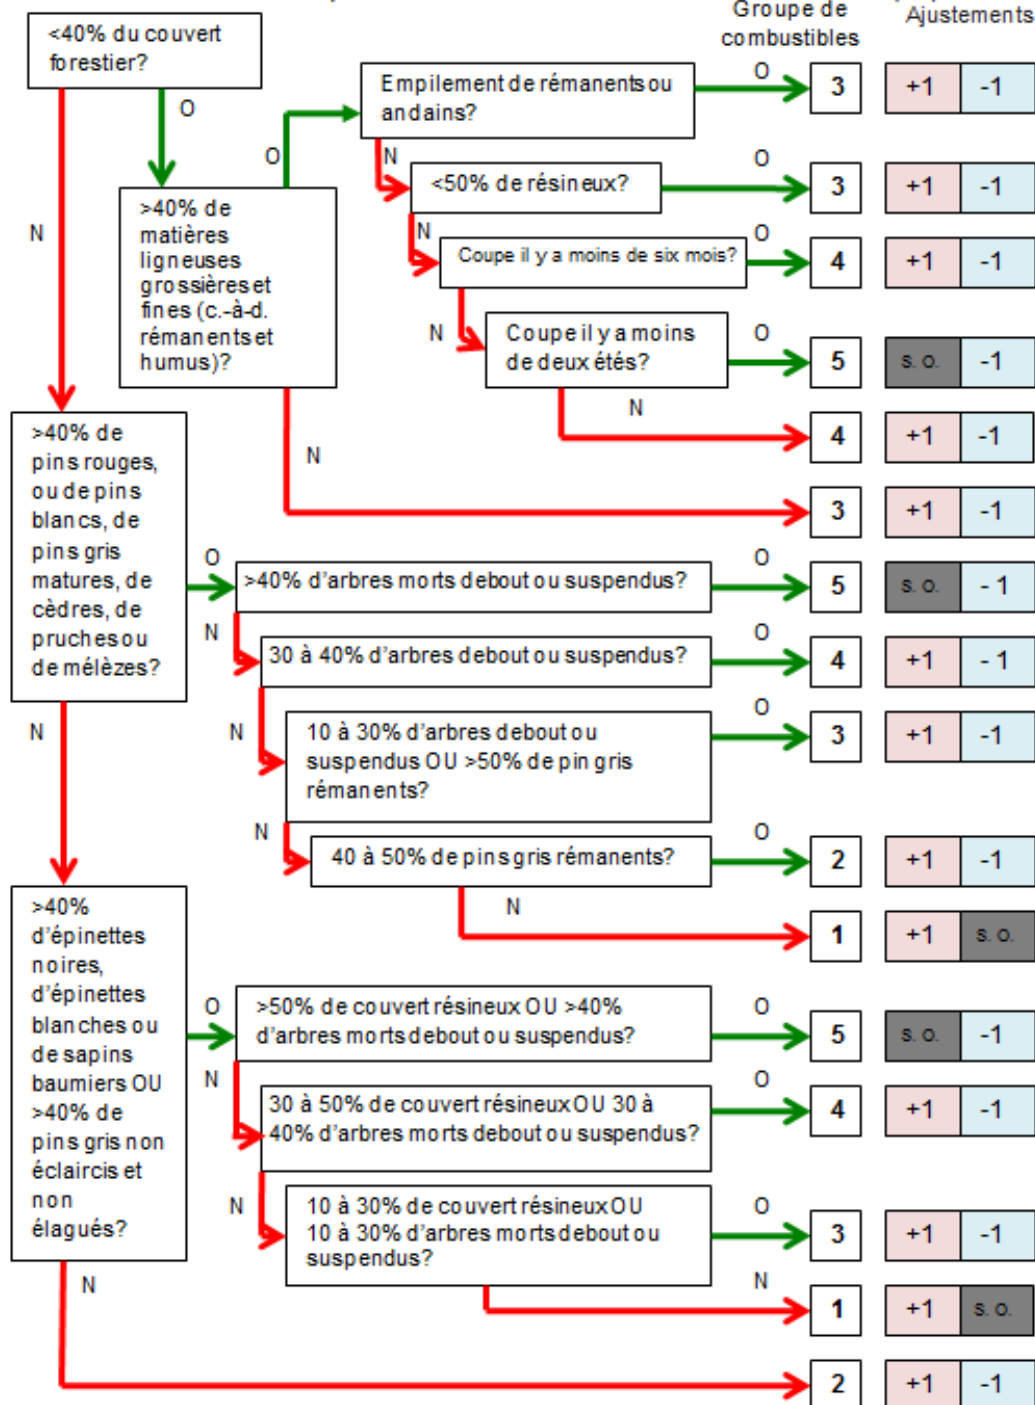 Groupe de
combustibles
Ajustements
<40% du couvert
forestier?
O
N
Empilement de rémanents ou
andains?
O
3
+1
-1
O
N
>40% de
matières
ligneuses
grossières et
fines (c.-à-d.
rémanents et
humus)?
<50% de résineux?
O
3
+1
-1
N
Coupe il y a moins de six mois?
O
4
+1
-1
N
Coupe il y a moins
de deux étés?
O
5
s. o.
-1
N
4
+1
-1
N
3
+1
-1
>40% de
pins rouges,
ou de pins
blancs, de
pins gris
matures, de
cèdres, de
pruches ou
de mélèzes?
O
>40% d'arbres morts debout ou suspendus?
O
5
s. o.
- 1
N
30 à 40% d'arbres debout ou suspendus?
O
4
+1
- 1
N
N
10 à 30% d'arbres debout ou
suspendus OU >50% de pin gris
rémanents?
O
3
+1
-1
N
40 à 50% de pins gris rémanents?
O
2
+1
-1
N
1
+1
s. o.
>40%
d'épinettes
noires,
d'épinettes
blanches ou
de sapins
baumiers OU
>40% de
pins gris non
éclaircis et
non
élagués?
O
>50% de couvert résineux OU >40%
d'arbres morts debout ou suspendus?
O
5
s. o.
-1
N
30 à 50% de couvert résineux OU 30 à
40% d'arbres morts debout ou suspendus?
O
4
+1
-1
N
10 à 30% de couvert résineux OU
10 à 30% d'arbres morts debout ou
suspendus?
O
3
+1
-1
N
1
+1
s. o.
N
2
+1
-1